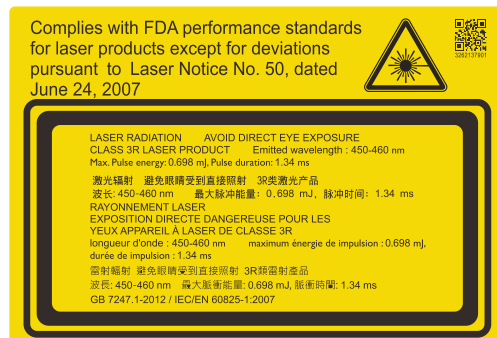 Complies with FDA performance standards
for laser products except for deviations
pursuant to Laser Notice No. 50, dated
June 24, 2007
3262137901
LASER RADIATION AVOID DIRECT EYE EXPOSURE
CLASS 3R LASER PRODUCT Emitted wavelength : 450-460 nm
Max. Pulse energy: 0.698 mJ, Pulse duration: 1.34 ms
激光辐射 避免眼睛受到直接照射 3R类激光产品
波长: 450-460 nm 最大脉冲能量: 0.698 mJ, 脉冲时间: 1.34 ms
RAYONNEMENT LASER
EXPOSITION DIRECTE DANGEREUSE POUR LES
YEUX APPAREIL À LASER DE CLASSE 3R
longueur d'onde : 450-460 nm maximum énergie de impulsion : 0.698 mJ,
durée de impulsion : 1.34 ms
雷射輻射 避免眼睛受到直接照射 3R類雷射產品
波長: 450-460 nm 最大脈衝能量: 0.698 mJ, 脈衝時間: 1.34 ms
GB 7247.1-2012 / IEC/EN 60825-1:2007